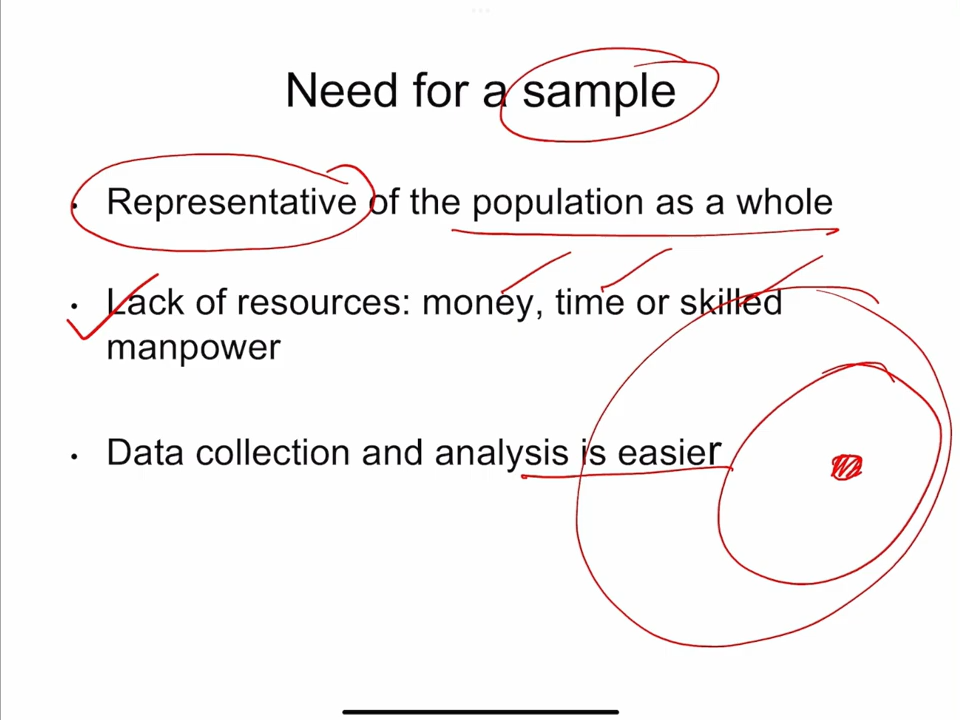 Need for a sample
• Representative of the population as a whole
• Lack of resources: money, time or skilled
manpower
• Data collection and analysis is easier